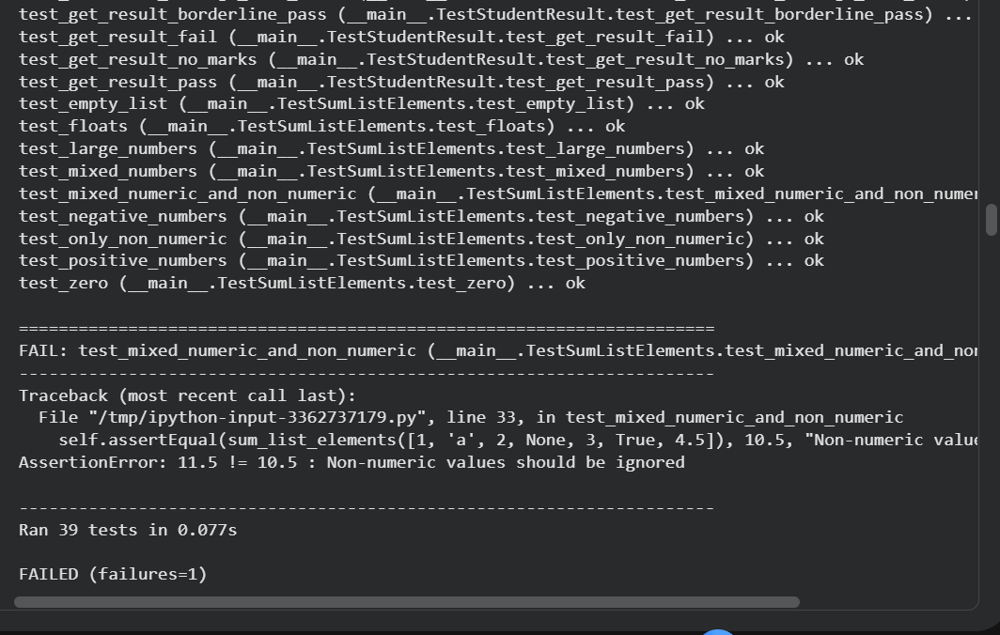 test_get_result_borderline_pass (__main__.TestStudentResult.test_get_result_borderline_pass) ...
test_get_result_fail (__main__.TestStudentResult.test_get_result_fail) ... ok
test_get_result_no_marks (__main__.TestStudentResult.test_get_result_no_marks) ... ok
test_get_result_pass (__main__.TestStudentResult.test_get_result_pass) ... ok
test_empty_list (__main__.TestSumListElements.test_empty_list) ... ok
test_floats (__main__.TestSumListElements.test_floats) ... ok
test_large_numbers (__main__.TestSumListElements.test_large_numbers) ... ok
test_mixed_numbers (__main__.TestSumListElements.test_mixed_numbers) ... ok
test_mixed_numeric_and_non_numeric (__main__.TestSumListElements.test_mixed_numeric_and_non_numer
test_negative_numbers (__main__.TestSumListElements.test_negative_numbers) ... ok
test_only_non_numeric (__main__.TestSumListElements.test_only_non_numeric) ... ok
test_positive_numbers (__main__.TestSumListElements.test_positive_numbers) ... ok
test_zero (__main__.TestSumListElements.test_zero) ... ok
======================================================================
FAIL: test_mixed_numeric_and_non_numeric (__main__.TestSumListElements.test_mixed_numeric_and_non
----------------------------------------------------------------------
Traceback (most recent call last):
  File "/tmp/ipython-input-3362737179.py", line 33, in test_mixed_numeric_and_non_numeric
    self.assertEqual(sum_list_elements([1, 'a', 2, None, 3, True, 4.5]), 10.5, "Non-numeric value
AssertionError: 11.5 != 10.5 : Non-numeric values should be ignored
----------------------------------------------------------------------
Ran 39 tests in 0.077s
FAILED (failures=1)